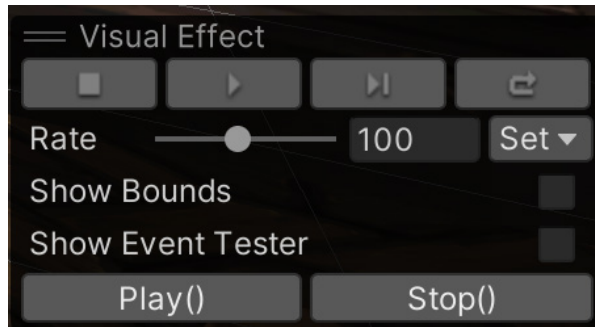 Visual Effect
Rate 100 Set
Show Bounds
Show Event Tester
Play() Stop()